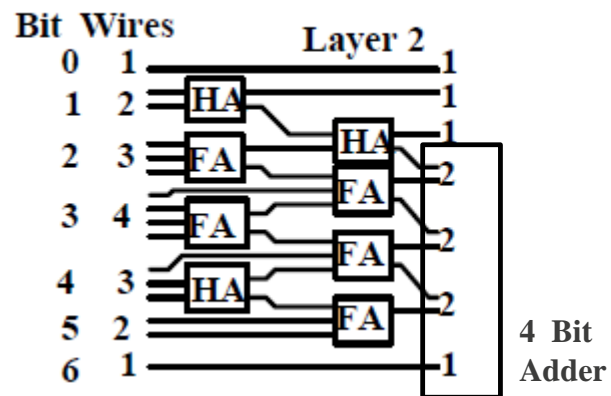 Bit Wires
Layer 2
0 1 1
1 2 HA 1
HA 1
2 3 FA 2
FA
3 4 FA 2
FA
4 3 HA 2
5 2 FA
6 1 1
4 Bit
Adder